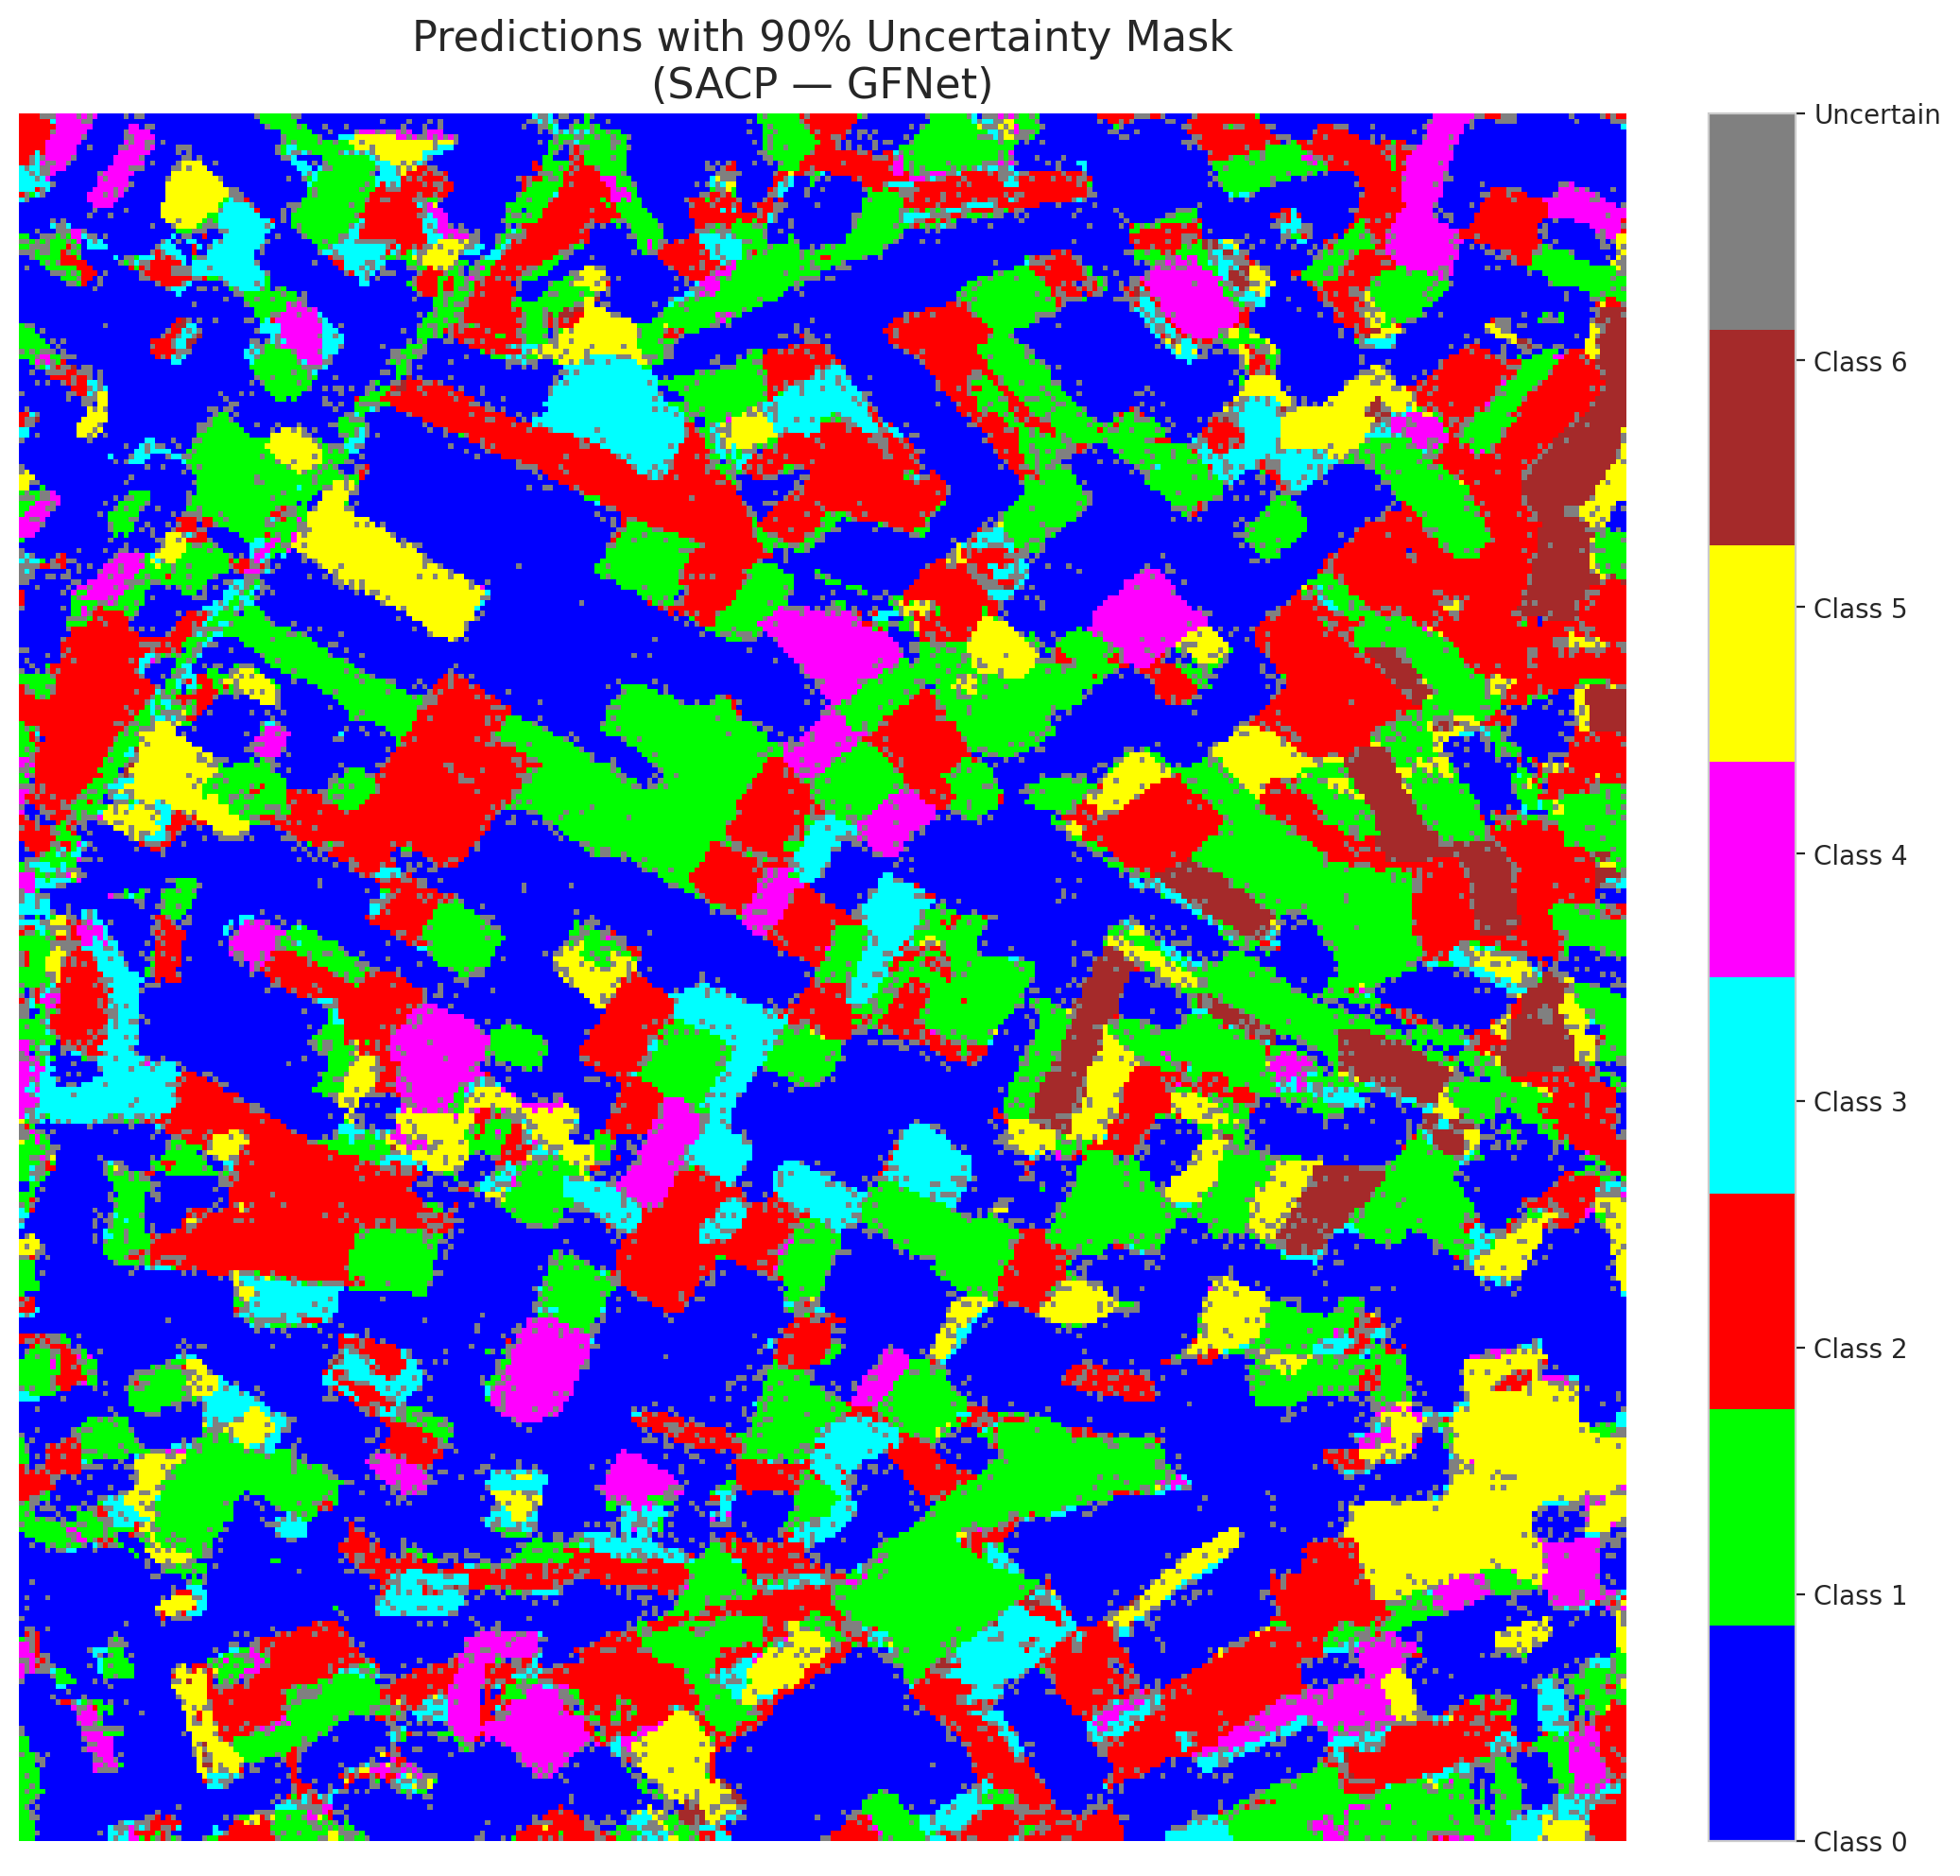 Predictions with 90% Uncertainty Mask
(SACP — GFNet)
Uncertain
Class 6
Class 5
Class 4
Class 3
Class 2
Class 1
Class 0